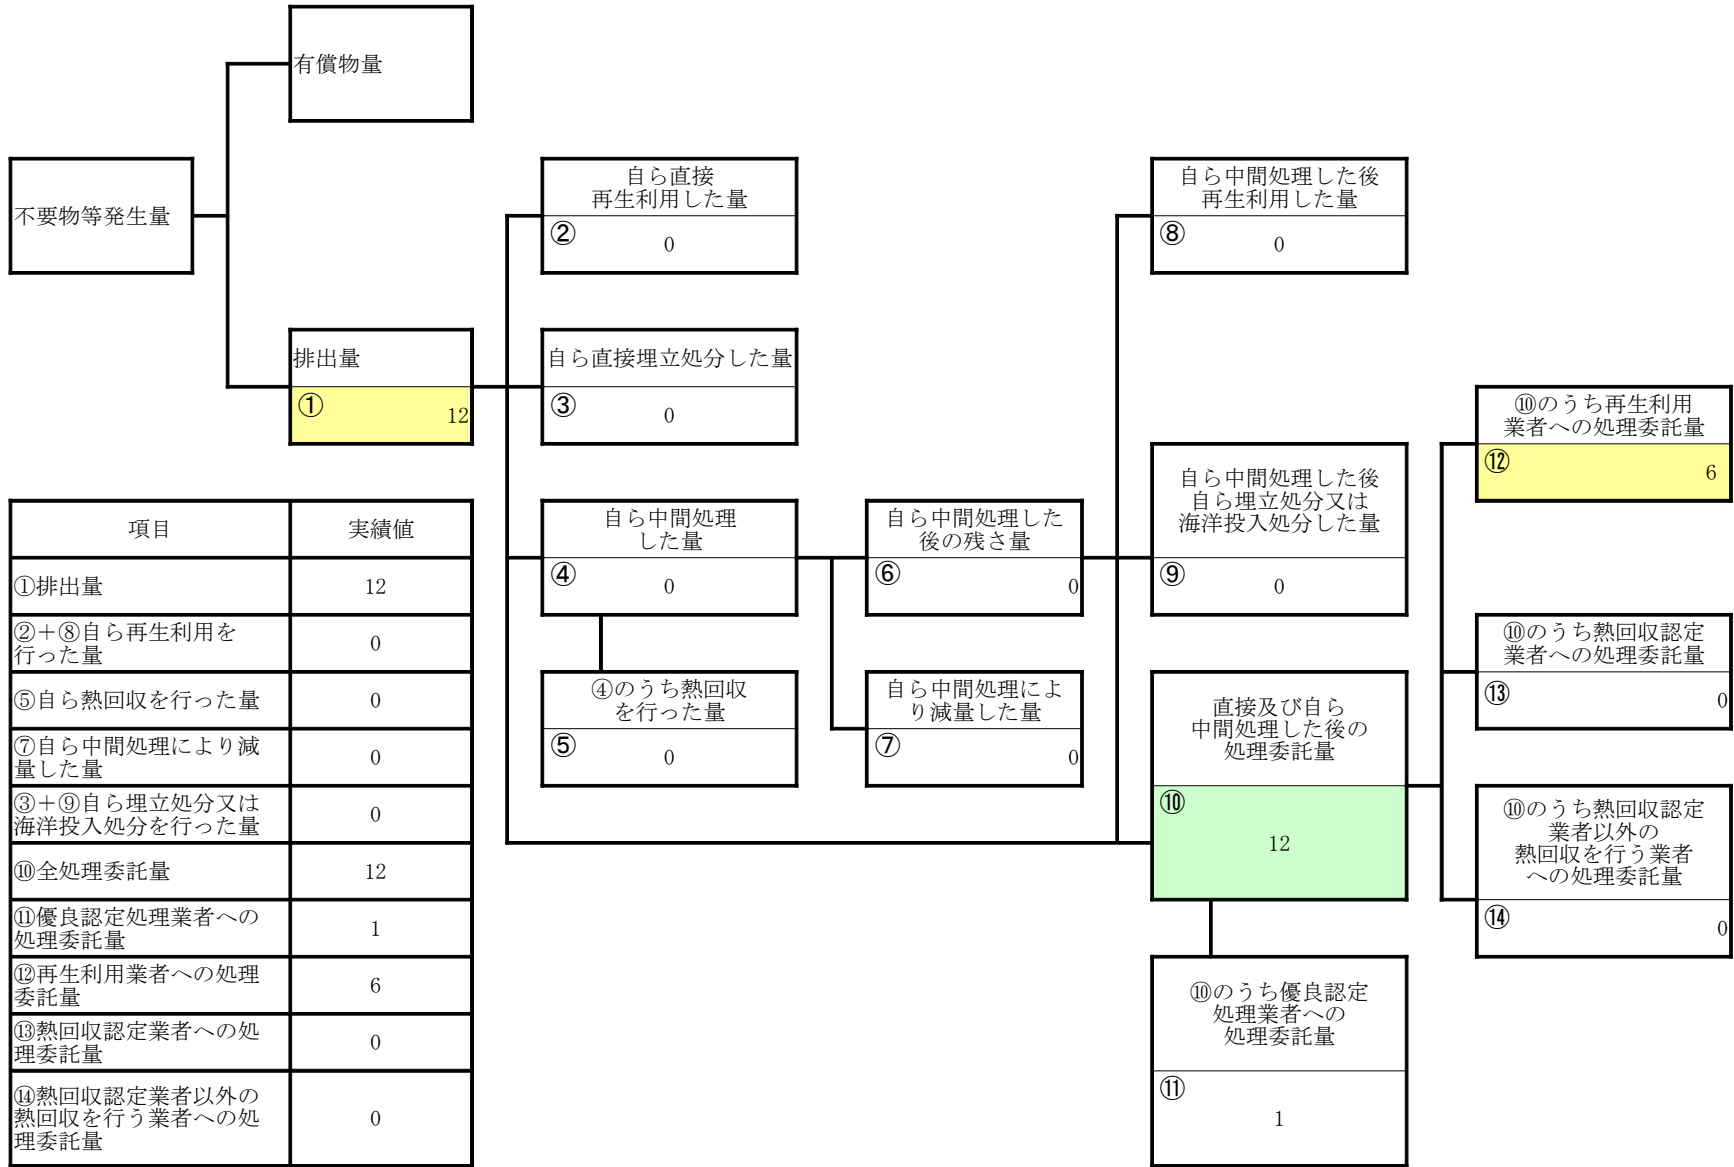 有償物量
不要物等発生量
自ら直接
再生利用した量
②
0
自ら中間処理した後
再生利用した量
⑧
0
排出量
①
12
自ら直接埋立処分した量
③
0
⑩のうち再生利用
業者への処理委託量
⑫
6
自ら中間処理
した量
④
0
自ら中間処理した
後の残さ量
⑥
0
自ら中間処理した後
自ら埋立処分又は
海洋投入処分した量
⑨
0
⑩のうち熱回収認定
業者への処理委託量
⑬
0
④のうち熱回収
を行った量
⑤
0
自ら中間処理によ
り減量した量
⑦
0
直接及び自ら
中間処理した後の
処理委託量
⑩
12
⑩のうち熱回収認定
業者以外の
熱回収を行う業者
への処理委託量
⑭
0
⑩のうち優良認定
処理業者への
処理委託量
⑪
1
項目 実績値
①排出量 12
②＋⑧自ら再生利用を
行った量 0
⑤自ら熱回収を行った量 0
⑦自ら中間処理により減
量した量 0
③＋⑨自ら埋立処分又は
海洋投入処分を行った量 0
⑩全処理委託量 12
⑪優良認定処理業者への
処理委託量 1
⑫再生利用業者への処理
委託量 6
⑬熱回収認定業者への処
理委託量 0
⑭熱回収認定業者以外の
熱回収を行う業者への処
理委託量 0